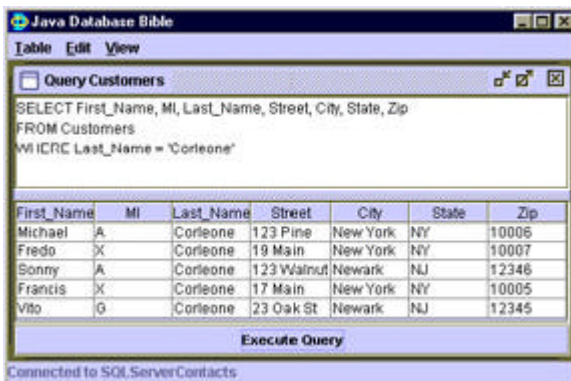 Java Database Bible
Table Edit View
Query Customers
SELECT First_Name, MI, Last_Name, Street, City, State, Zip
FROM Customers
WHERE Last_Name = 'Corleone'
First_Name MI Last_Name Street City State Zip
Michael A Corleone 123 Pine New York NY 10006
Fredo X Corleone 19 Main New York NY 10007
Sonny A Corleone 123 Walnut Newark NJ 12346
Francis X Corleone 17 Main New York NY 10005
Vito G Corleone 23 Oak St Newark NJ 12345
Execute Query
Connected to SQLServerContacts